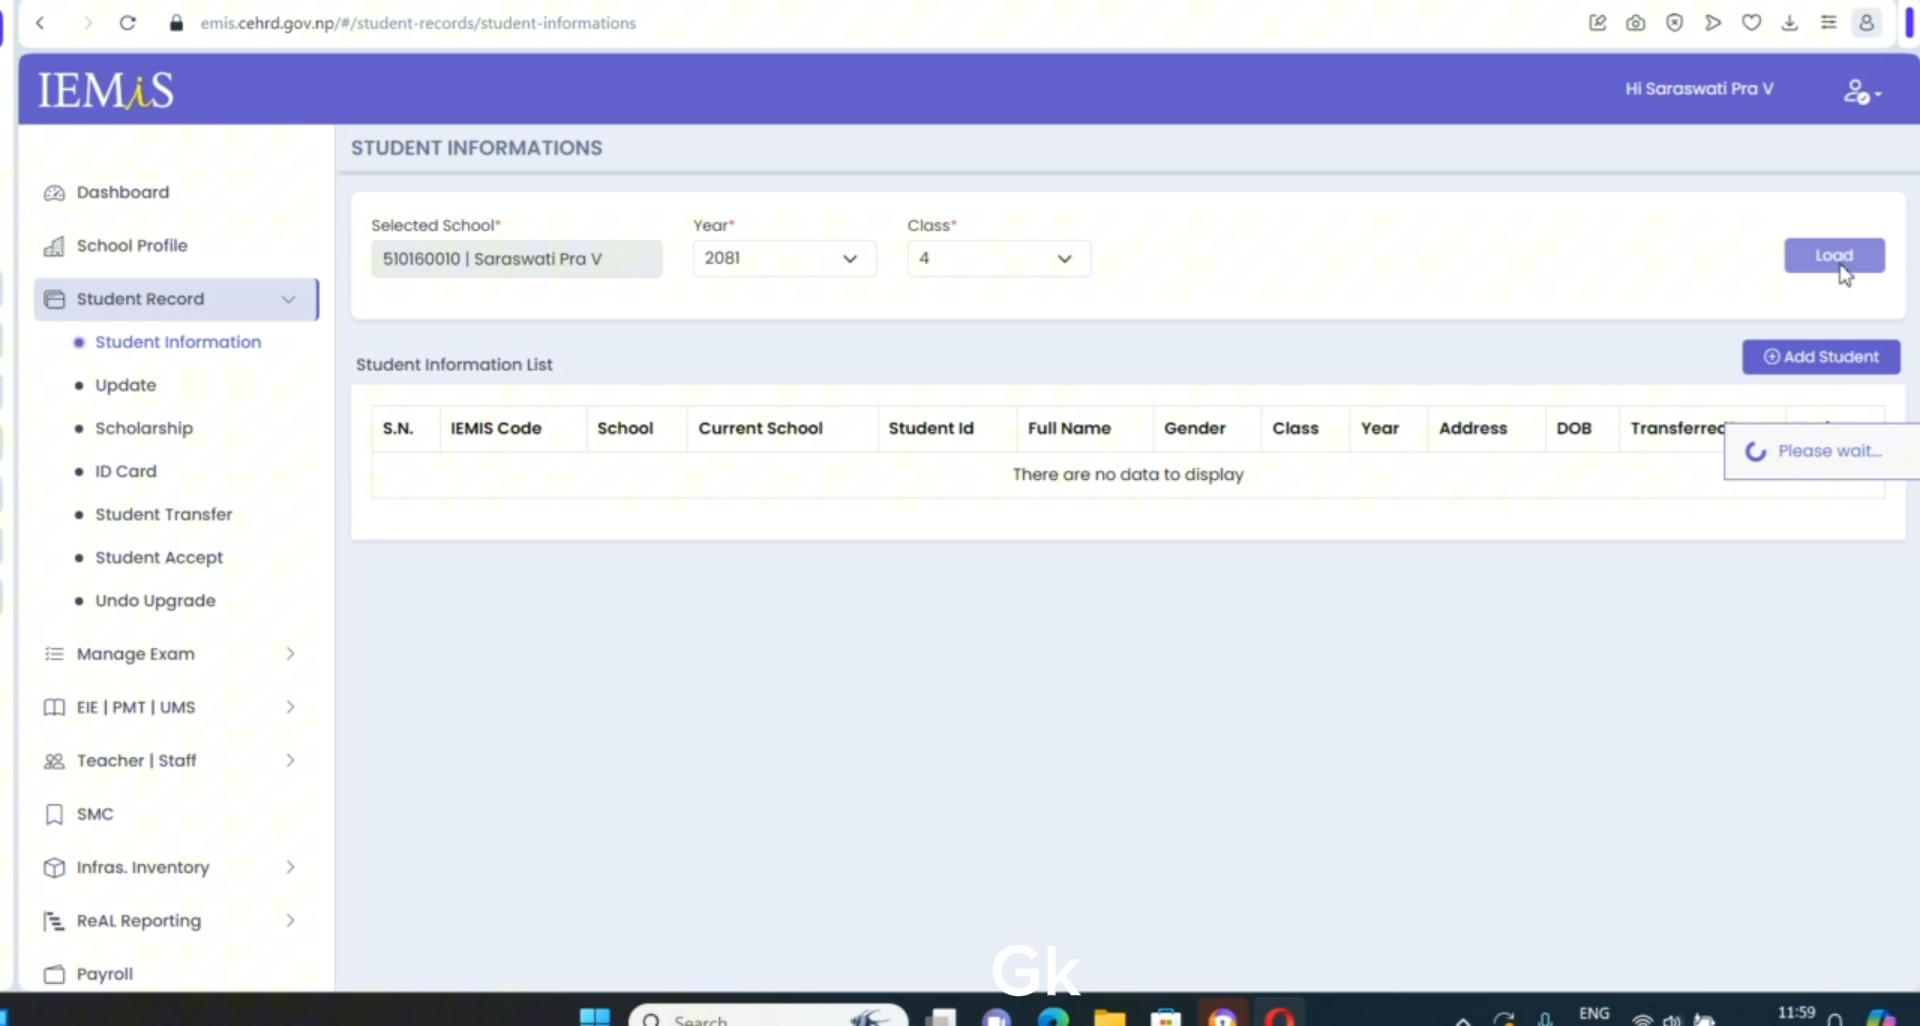 emis.cehrd.gov.np/#/student-records/student-informations
IEMiS
Hi Saraswati Pra V
STUDENT INFORMATIONS
Dashboard
School Profile
Student Record
Student Information
Update
Scholarship
ID Card
Student Transfer
Student Accept
Undo Upgrade
Manage Exam
EIE | PMT | UMS
Teacher | Staff
SMC
Infras. Inventory
ReAL Reporting
Payroll
Selected School* Year* Class*
510160010 | Saraswati Pra V 2081 4 Load
Student Information List Add Student
S.N. IEMIS Code School Current School Student Id Full Name Gender Class Year Address DOB Transferred
There are no data to display
Please wait...
Gk
Search
ENG
11:59